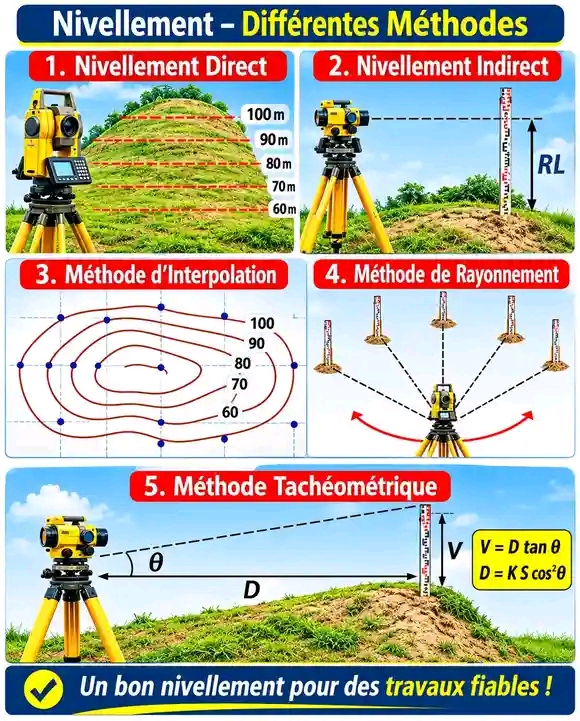 Nivellement – Différentes Méthodes
1. Nivellement Direct
100 m
90 m
80 m
70 m
60 m
2. Nivellement Indirect
RL
3. Méthode d'Interpolation
100
90
80
70
60
4. Méthode de Rayonnement
5. Méthode Tachéométrique
θ
D
V
V = D tan θ
D = K S cos²θ
Un bon nivellement pour des travaux fiables !